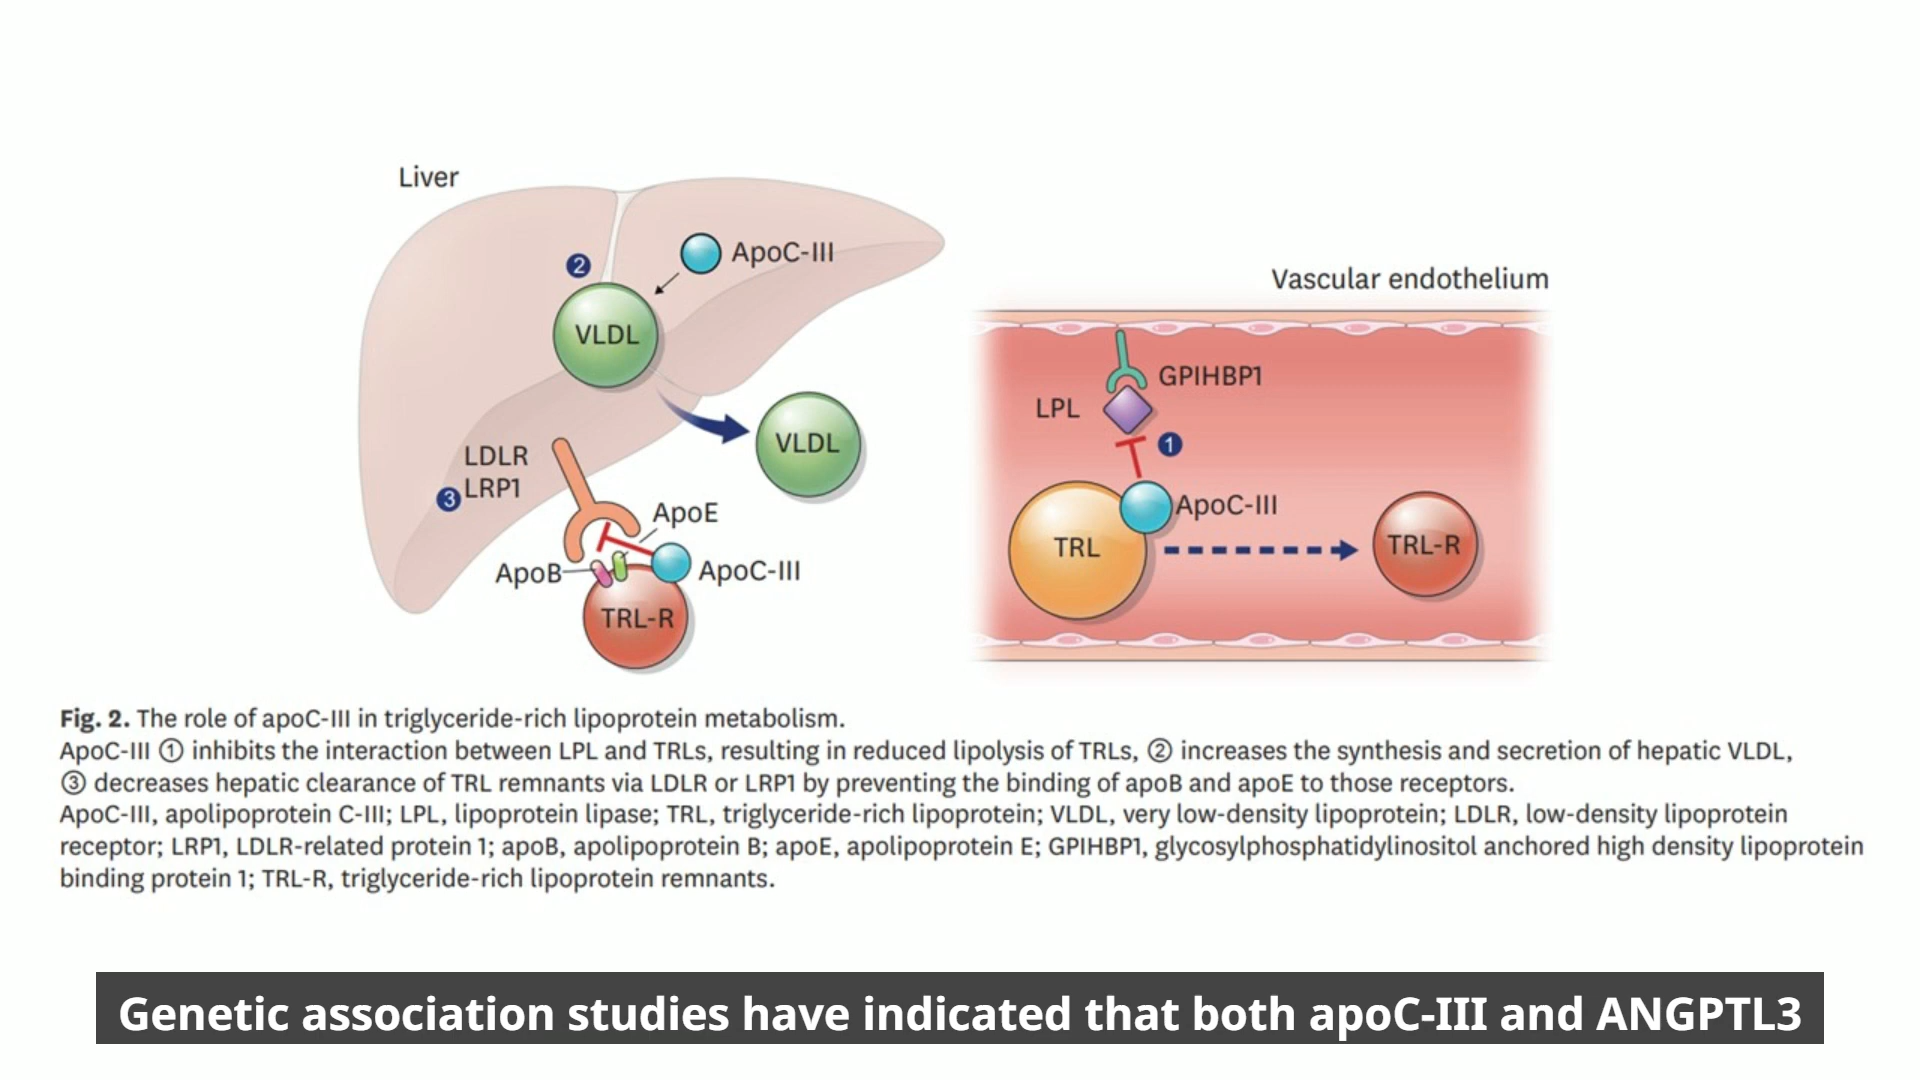 Liver
❷
ApoC-III
VLDL
VLDL
LDLR
❸ LRP1
ApoE
ApoB
ApoC-III
TRL-R
Vascular endothelium
GPIHBP1
LPL
❶
ApoC-III
TRL
TRL-R
Fig. 2. The role of apoC-III in triglyceride-rich lipoprotein metabolism.
ApoC-III ① inhibits the interaction between LPL and TRLs, resulting in reduced lipolysis of TRLs, ② increases the synthesis and secretion of hepatic VLDL,
③ decreases hepatic clearance of TRL remnants via LDLR or LRP1 by preventing the binding of apoB and apoE to those receptors.
ApoC-III, apolipoprotein C-III; LPL, lipoprotein lipase; TRL, triglyceride-rich lipoprotein; VLDL, very low-density lipoprotein; LDLR, low-density lipoprotein
receptor; LRP1, LDLR-related protein 1; apoB, apolipoprotein B; apoE, apolipoprotein E; GPIHBP1, glycosylphosphatidylinositol anchored high density lipoprotein
binding protein 1; TRL-R, triglyceride-rich lipoprotein remnants.
Genetic association studies have indicated that both apoC-III and ANGPTL3